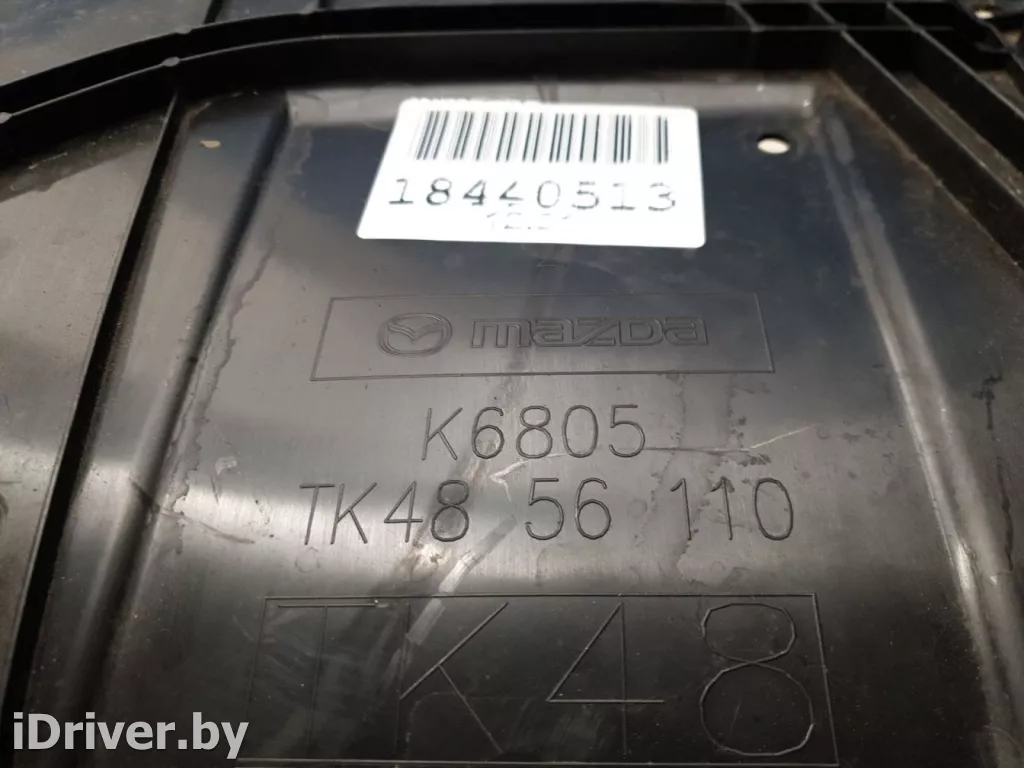 18440513
mazda
K6805
TK48 56 110
TK48
iDriver.by